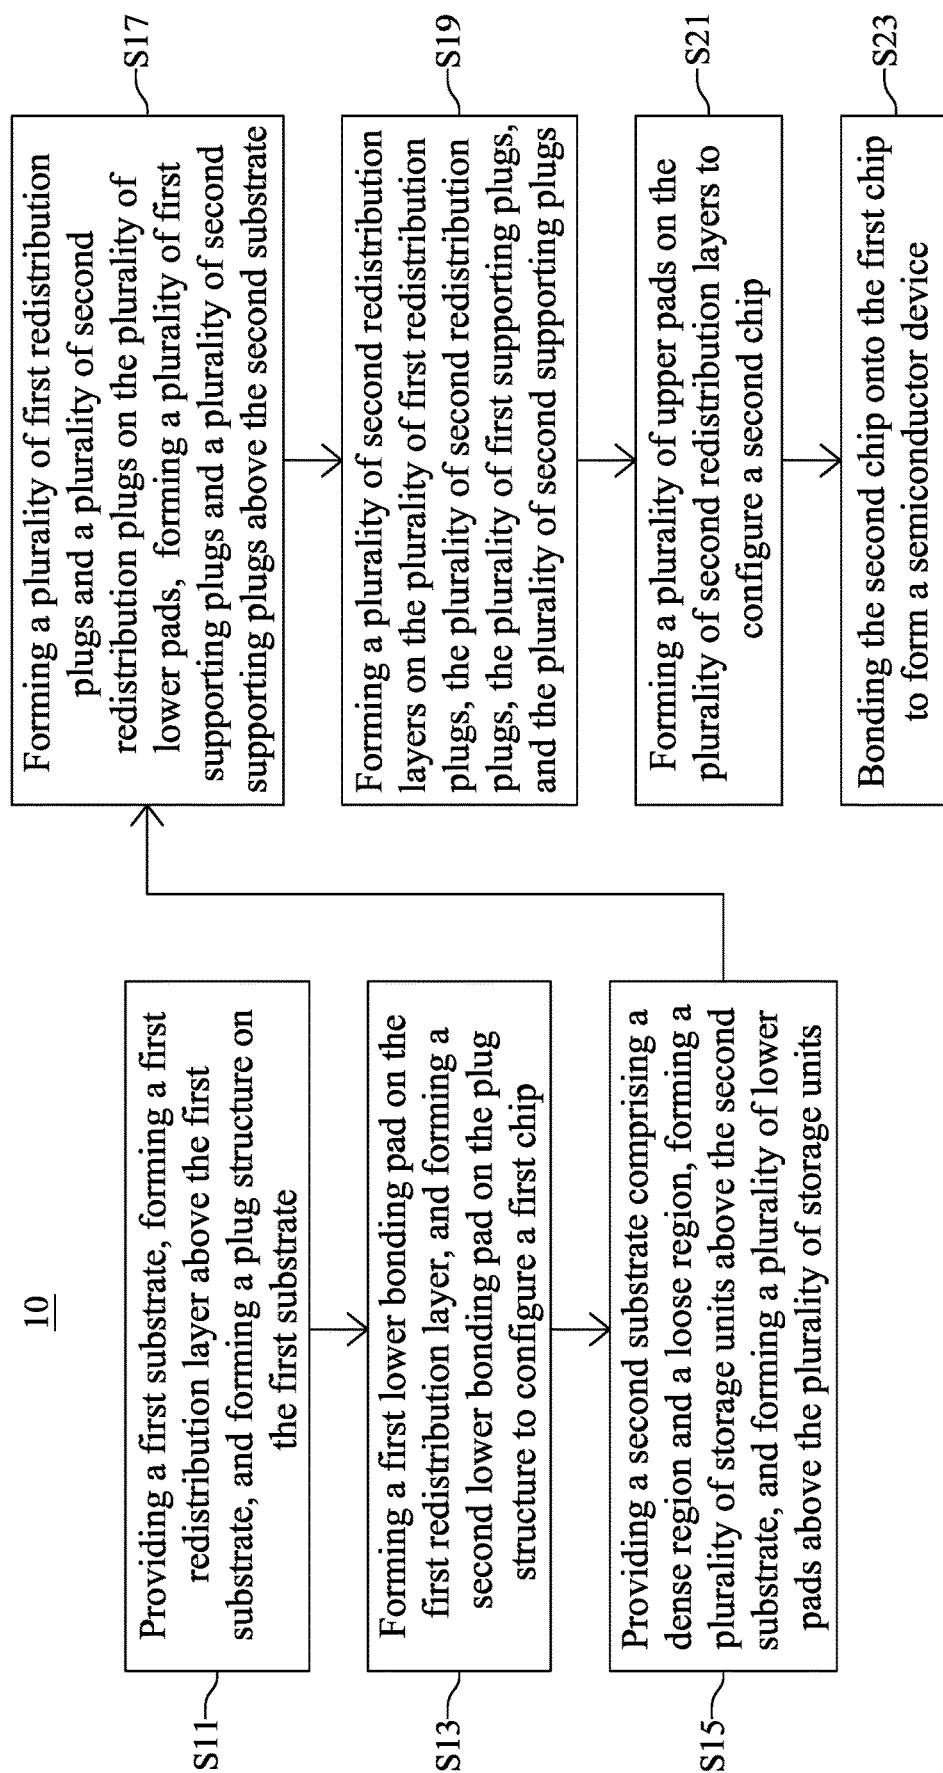 10
S11
Providing a first substrate, forming a first
redistribution layer above the first
substrate, and forming a plug structure on
the first substrate
S13
Forming a first lower bonding pad on the
first redistribution layer, and forming a
second lower bonding pad on the plug
structure to configure a first chip
S15
Providing a second substrate comprising a
dense region and a loose region, forming a
plurality of storage units above the second
substrate, and forming a plurality of lower
pads above the plurality of storage units
S17
Forming a plurality of first redistribution
plugs and a plurality of second
redistribution plugs on the plurality of
lower pads, forming a plurality of first
supporting plugs and a plurality of second
supporting plugs above the second substrate
S19
Forming a plurality of second redistribution
layers on the plurality of first redistribution
plugs, the plurality of second redistribution
plugs, the plurality of first supporting plugs,
and the plurality of second supporting plugs
S21
Forming a plurality of upper pads on the
plurality of second redistribution layers to
configure a second chip
S23
Bonding the second chip onto the first chip
to form a semiconductor device